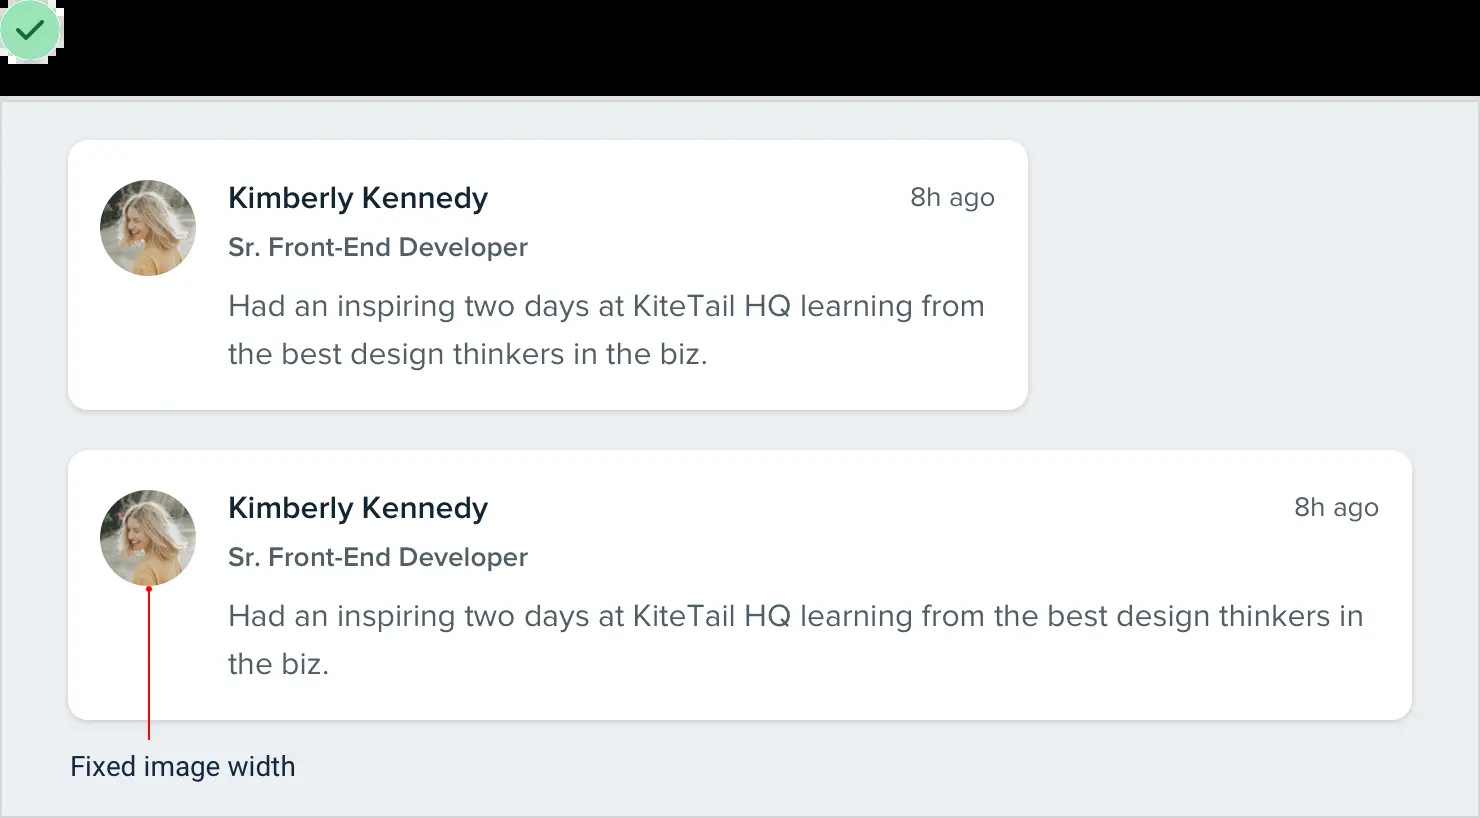 Kimberly Kennedy
8h ago
Sr. Front-End Developer
Had an inspiring two days at KiteTail HQ learning from
the best design thinkers in the biz.
Kimberly Kennedy
8h ago
Sr. Front-End Developer
Had an inspiring two days at KiteTail HQ learning from the best design thinkers in
the biz.
Fixed image width